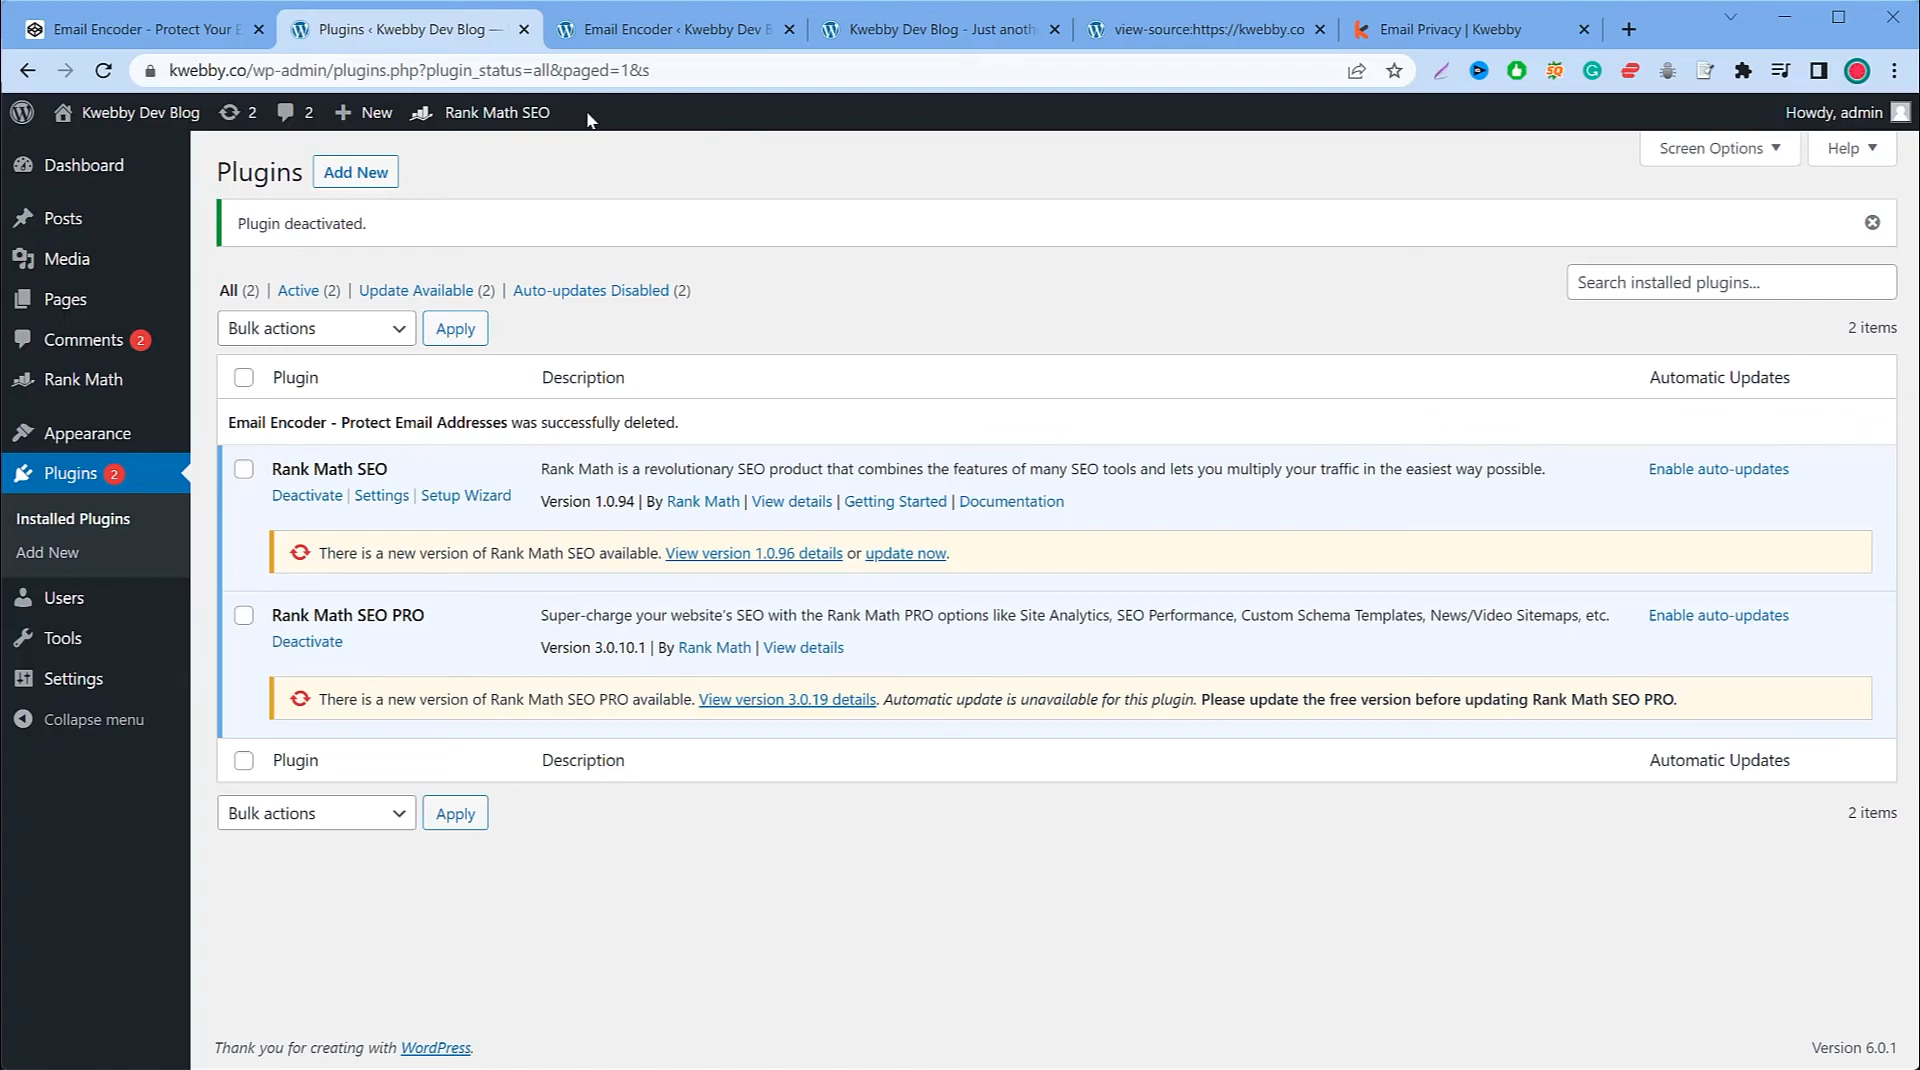 Email Encoder - Protect Your E
Plugins ‹ Kwebby Dev Blog —
Email Encoder ‹ Kwebby Dev B
Kwebby Dev Blog - Just anoth
view-source:https://kwebby.co
Email Privacy | Kwebby
kwebby.co/wp-admin/plugins.php?plugin_status=all&paged=1&s
Kwebby Dev Blog 2 2 New Rank Math SEO Howdy, admin
Dashboard
Posts
Media
Pages
Comments 2
Rank Math
Appearance
Plugins 2
Installed Plugins
Add New
Users
Tools
Settings
Collapse menu
Screen Options Help
Plugins Add New
Plugin deactivated.
All (2) | Active (2) | Update Available (2) | Auto-updates Disabled (2)
Search installed plugins...
Bulk actions Apply 2 items
Plugin Description Automatic Updates
Email Encoder - Protect Email Addresses was successfully deleted.
Rank Math SEO Rank Math is a revolutionary SEO product that combines the features of many SEO tools and lets you multiply your traffic in the easiest way possible. Enable auto-updates
Deactivate | Settings | Setup Wizard Version 1.0.94 | By Rank Math | View details | Getting Started | Documentation
There is a new version of Rank Math SEO available. View version 1.0.96 details or update now.
Rank Math SEO PRO Super-charge your website's SEO with the Rank Math PRO options like Site Analytics, SEO Performance, Custom Schema Templates, News/Video Sitemaps, etc. Enable auto-updates
Deactivate Version 3.0.10.1 | By Rank Math | View details
There is a new version of Rank Math SEO PRO available. View version 3.0.19 details. Automatic update is unavailable for this plugin. Please update the free version before updating Rank Math SEO PRO.
Plugin Description Automatic Updates
Bulk actions Apply 2 items
Thank you for creating with WordPress. Version 6.0.1